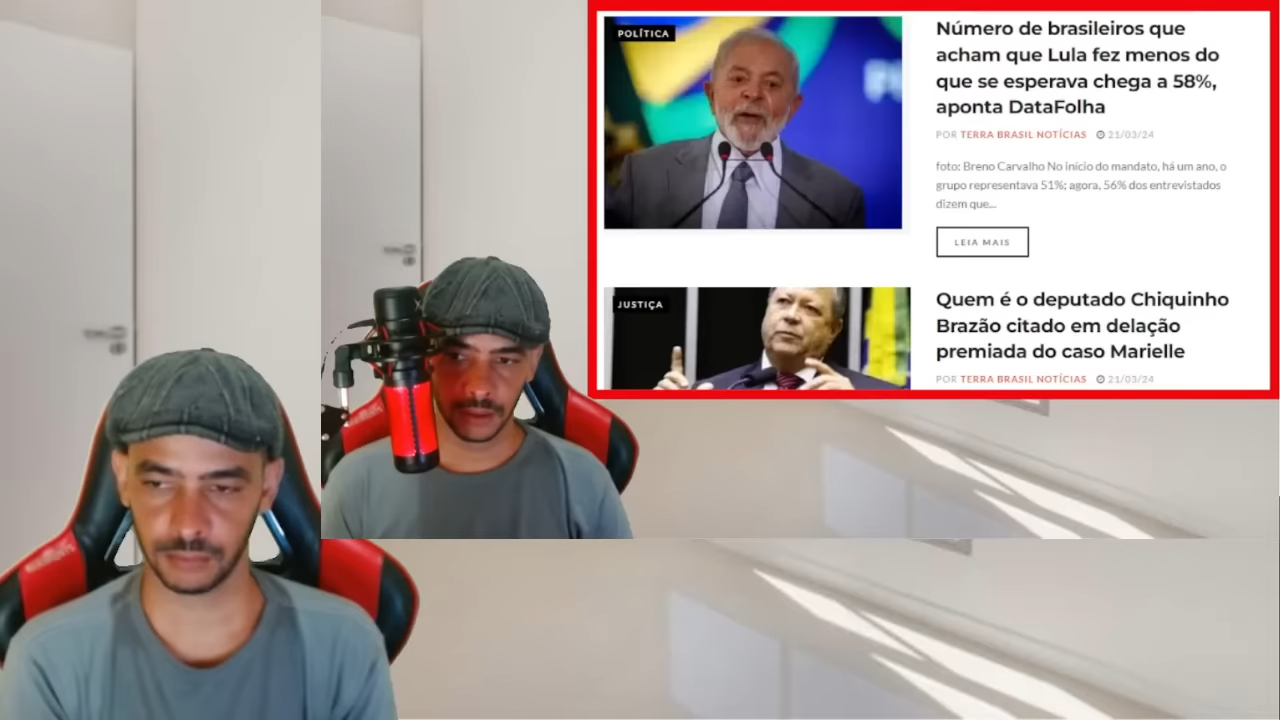 POLÍTICA
Número de brasileiros que
acham que Lula fez menos do
que se esperava chega a 58%,
aponta DataFolha
POR TERRA BRASIL NOTÍCIAS 21/03/24
foto: Breno Carvalho No início do mandato, há um ano, o
grupo representava 51%; agora, 56% dos entrevistados
dizem que...
LEIA MAIS
JUSTIÇA
Quem é o deputado Chiquinho
Brazão citado em delação
premiada do caso Marielle
POR TERRA BRASIL NOTÍCIAS 21/03/24